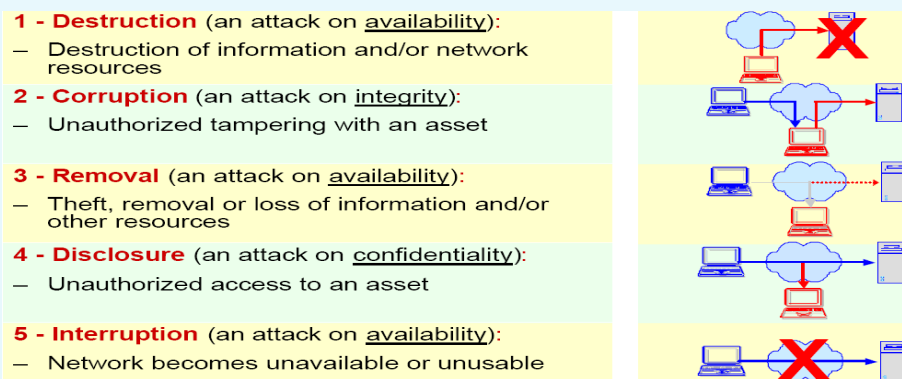 1 - Destruction (an attack on availability):
– Destruction of information and/or network
resources
2 - Corruption (an attack on integrity):
– Unauthorized tampering with an asset
3 - Removal (an attack on availability):
– Theft, removal or loss of information and/or
other resources
4 - Disclosure (an attack on confidentiality):
– Unauthorized access to an asset
5 - Interruption (an attack on availability):
– Network becomes unavailable or unusable